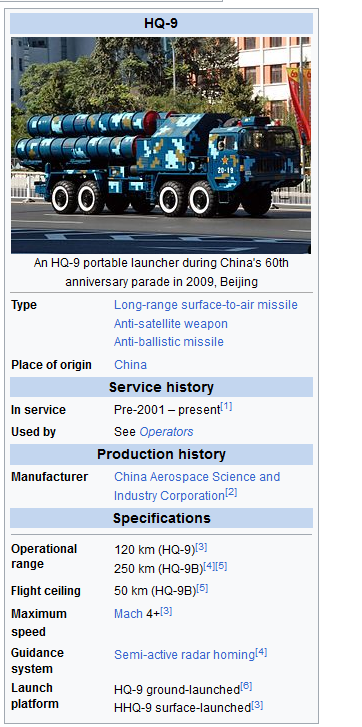 HQ-9
20-19
An HQ-9 portable launcher during China's 60th
anniversary parade in 2009, Beijing
Type Long-range surface-to-air missile
Anti-satellite weapon
Anti-ballistic missile
Place of origin China
Service history
In service Pre-2001 – present[1]
Used by See Operators
Production history
Manufacturer China Aerospace Science and
Industry Corporation[2]
Specifications
Operational range 120 km (HQ-9)[3]
250 km (HQ-9B)[4][5]
Flight ceiling 50 km (HQ-9B)[5]
Maximum speed Mach 4+[3]
Guidance system Semi-active radar homing[4]
Launch platform HQ-9 ground-launched[6]
HHQ-9 surface-launched[3]